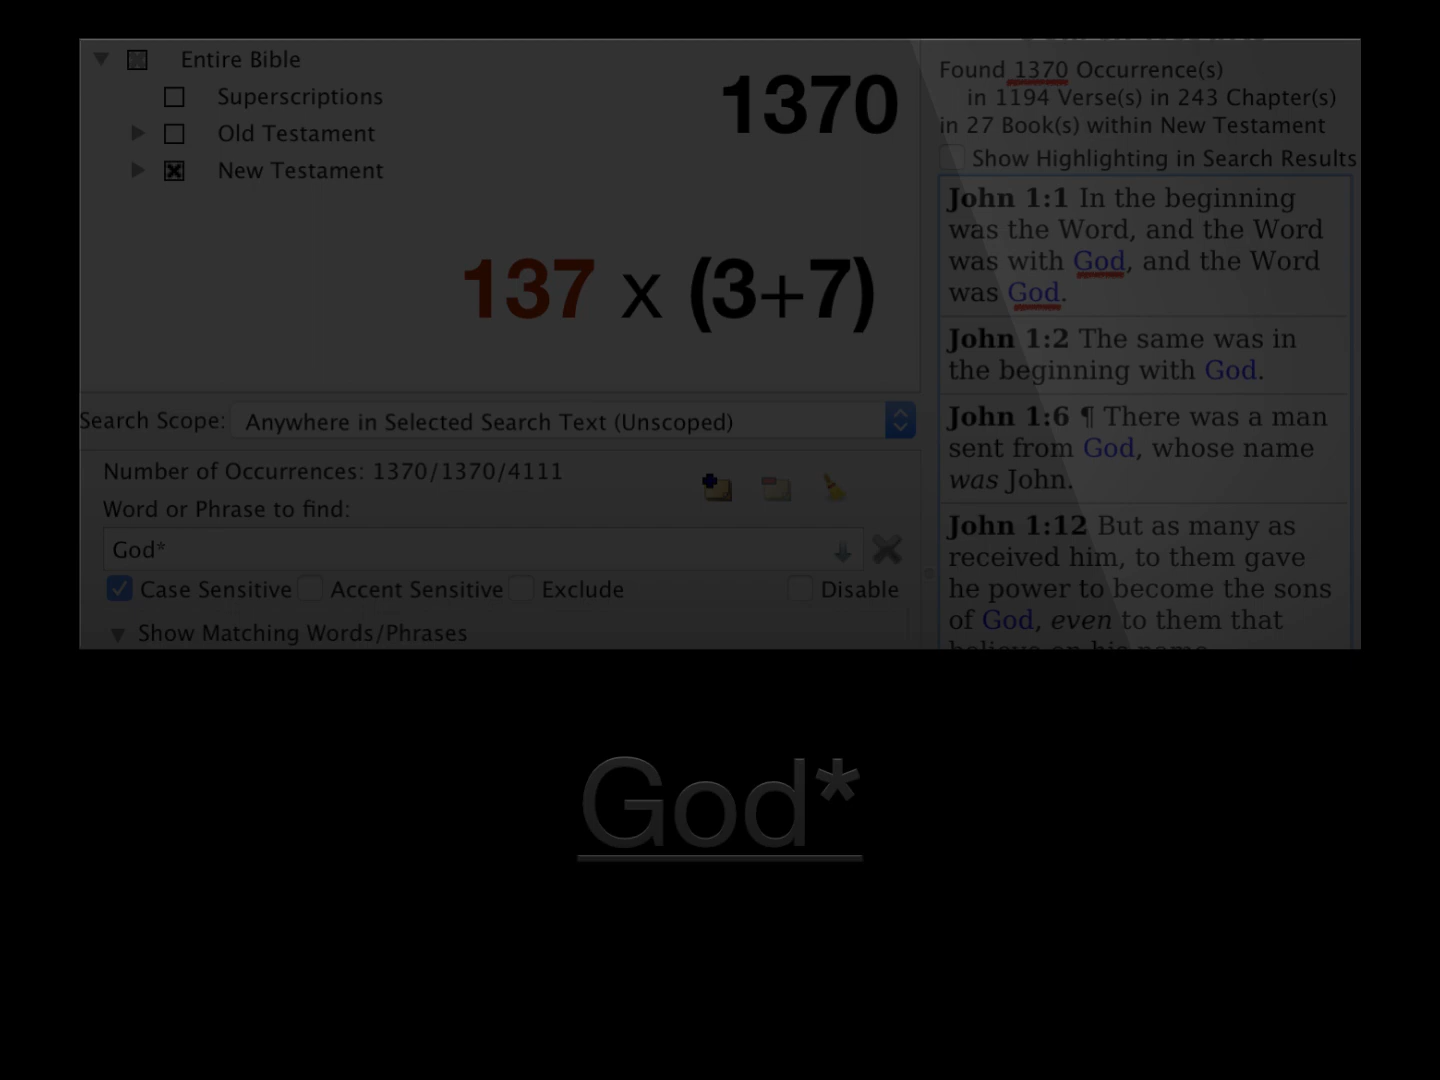 Entire Bible
Superscriptions
Old Testament
New Testament
1370
137 x (3+7)
Search Scope: Anywhere in Selected Search Text (Unscoped)
Number of Occurrences: 1370/1370/4111
Word or Phrase to find:
God*
Case Sensitive Accent Sensitive Exclude Disable
Show Matching Words/Phrases
Found 1370 Occurrence(s)
in 1194 Verse(s) in 243 Chapter(s)
in 27 Book(s) within New Testament
Show Highlighting in Search Results
John 1:1 In the beginning
was the Word, and the Word
was with God, and the Word
was God.
John 1:2 The same was in
the beginning with God.
John 1:6 ¶ There was a man
sent from God, whose name
was John.
John 1:12 But as many as
received him, to them gave
he power to become the sons
of God, even to them that
believe on his name
God*